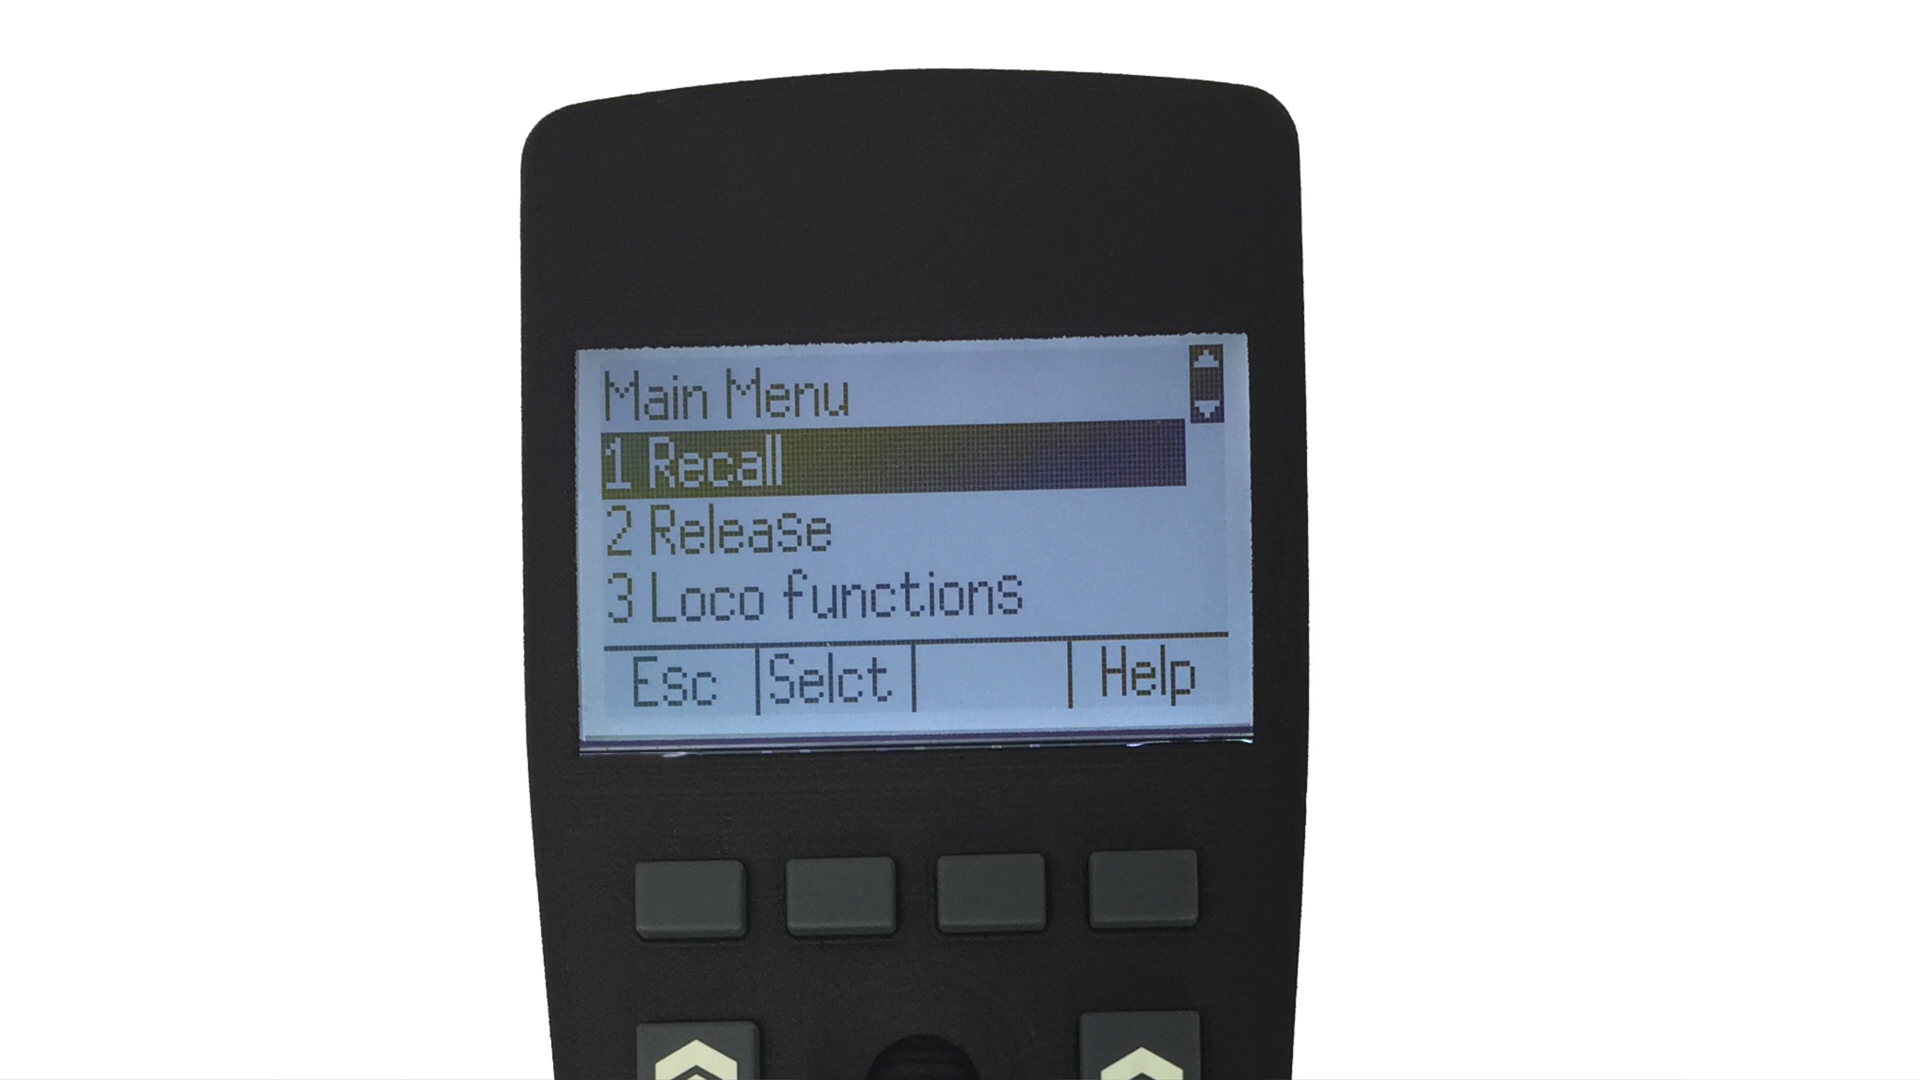 Main Menu
1 Recall
2 Release
3 Loco functions
Esc Selct Help